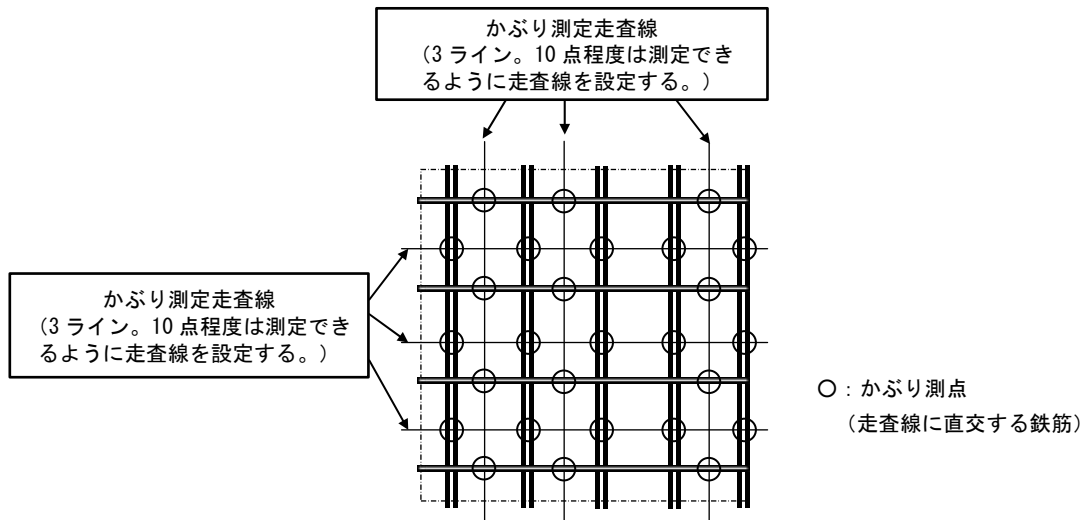 かぶり測定走査線
（3 ライン。10 点程度は測定でき
るように走査線を設定する。）
かぶり測定走査線
（3 ライン。10 点程度は測定でき
るように走査線を設定する。）
○：かぶり測点
（走査線に直交する鉄筋）